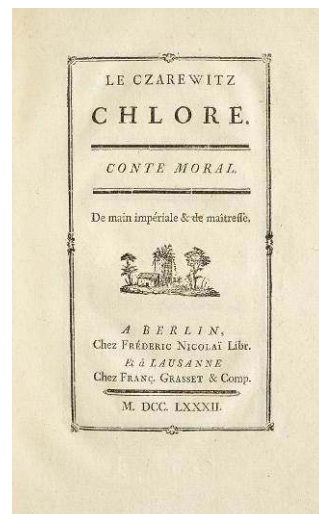 LE CZAREWITZ
CHLORE.
CONTE MORAL.
De main impériale & de maîtresse.
A BERLIN,
Chez FRÉDERIC NICOLAÏ Libr.
Et à LAUSANNE
Chez FRANÇ. GRASSET & Comp.
M. DCC. LXXXII.